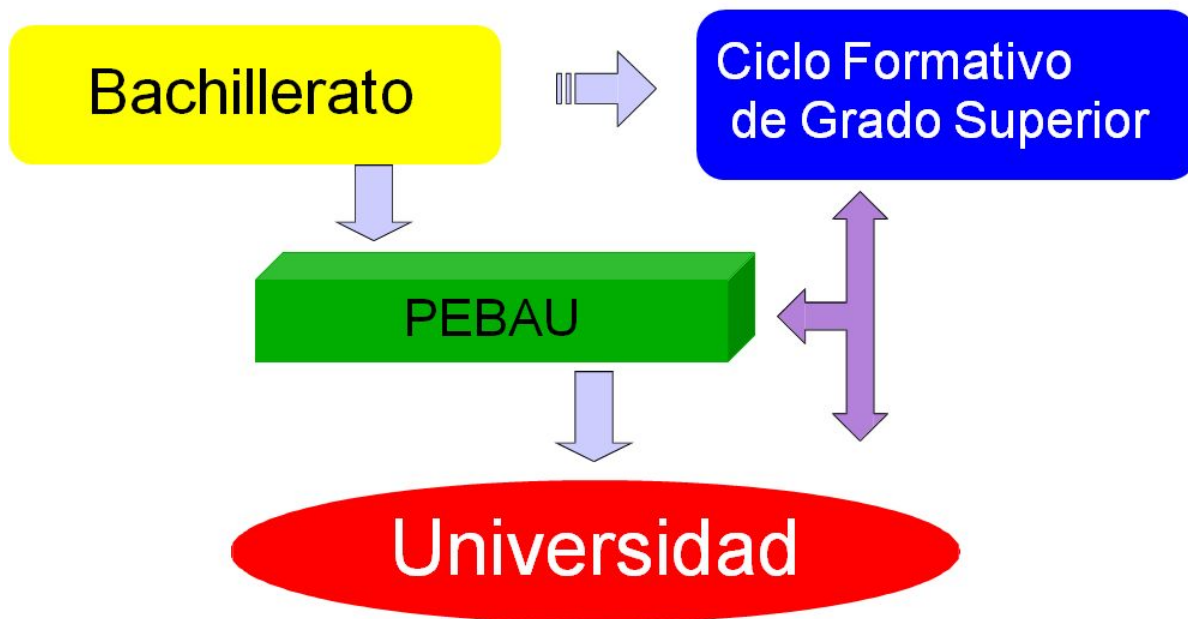 Bachillerato
Ciclo Formativo
de Grado Superior
PEBAU
Universidad